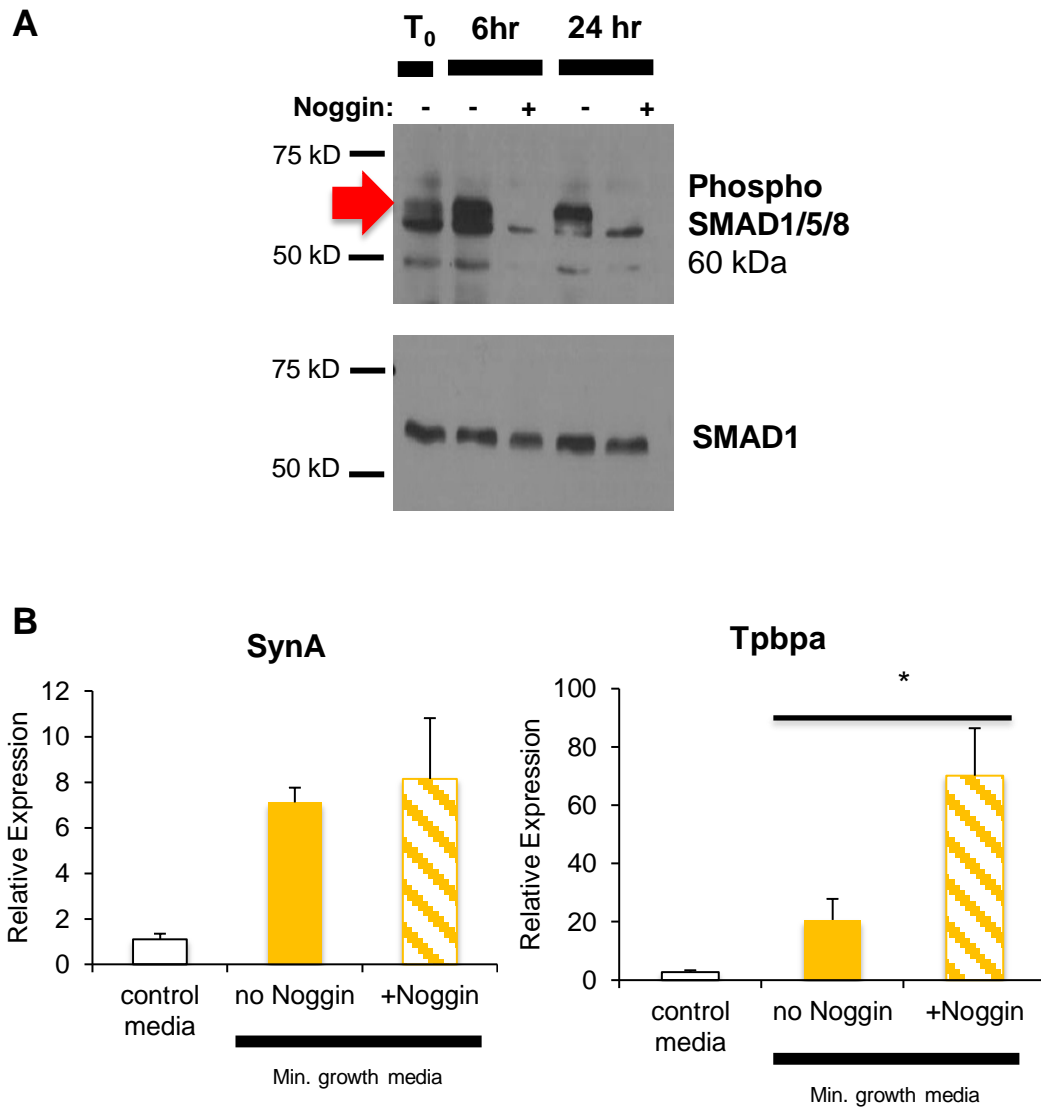 A
T0 6hr 24 hr
Noggin: - - + - +
75 kD
50 kD
Phospho
SMAD1/5/8
60 kDa
75 kD
50 kD
SMAD1
B
SynA
Relative Expression
12
10
8
6
4
2
0
control
media
no Noggin
+Noggin
Min. growth media
Tpbpa
*
Relative Expression
100
80
60
40
20
0
control
media
no Noggin
+Noggin
Min. growth media